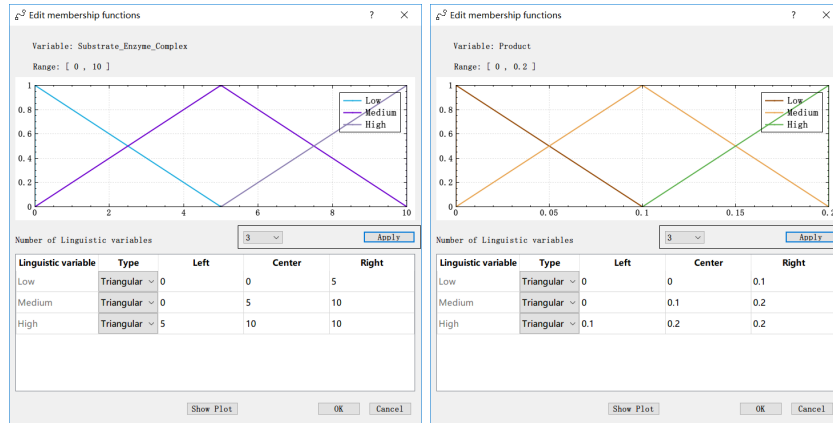 Edit membership functions ? ×
Variable: Substrate_Enzyme_Complex
Range: [ 0 , 10 ]
1
0.8
0.6
0.4
0.2
0
0 2 4 6 8 10
Low
Medium
High
Number of Linguistic variables 3 Apply
Linguistic variable Type Left Center Right
Low Triangular 0 0 5
Medium Triangular 0 5 10
High Triangular 5 10 10
Show Plot OK Cancel
Edit membership functions ? ×
Variable: Product
Range: [ 0 , 0.2 ]
1
0.8
0.6
0.4
0.2
0
0 0.05 0.1 0.15 0.2
Low
Medium
High
Number of Linguistic variables 3 Apply
Linguistic variable Type Left Center Right
Low Triangular 0 0 0.1
Medium Triangular 0 0.1 0.2
High Triangular 0.1 0.2 0.2
Show Plot OK Cancel